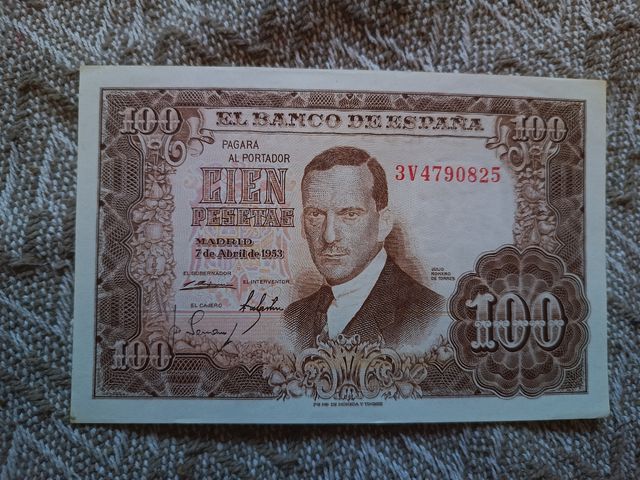 100
EL BANCO DE ESPAÑA
100
PAGARA
AL PORTADOR
3V4790825
CIEN
PESETAS
MADRID
7 de Abril de 1953
JULIO
ROMERO
DE TORRES
EL GOBERNADOR
EL INTERVENTOR
EL CAJERO
100
100